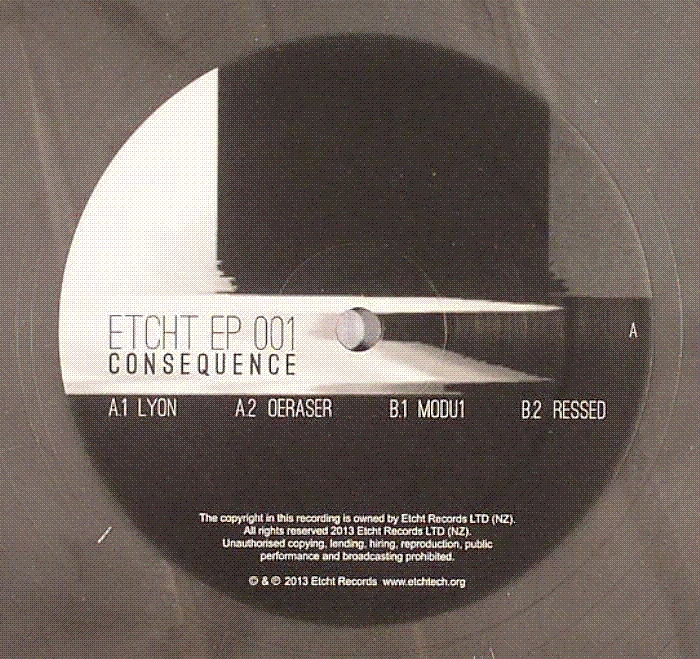 ETCHT EP 001
CONSEQUENCE
A
A.1 LYON A.2 OERASER B.1 MODU1 B.2 RESSED
The copyright in this recording is owned by Etcht Records LTD (NZ).
All rights reserved 2013 Etcht Records LTD (NZ).
Unauthorised copying, lending, hiring, reproduction, public
performance and broadcasting prohibited.
© & ℗ 2013 Etcht Records www.etchtech.org